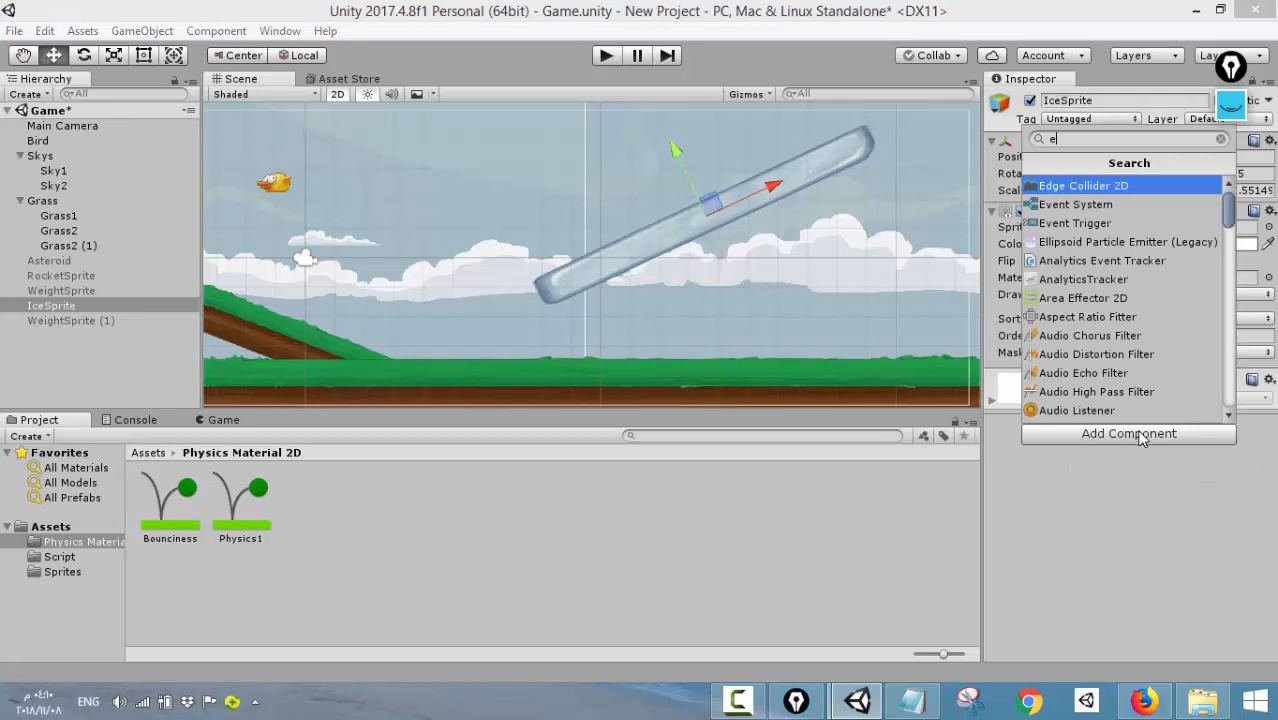 Unity 2017.4.8f1 Personal (64bit) - Game.unity - New Project - PC, Mac & Linux Standalone* <DX11>
File Edit Assets GameObject Component Window Help
Center Local Collab Account Layers
Hierarchy
Create All
Game*
Main Camera
Bird
Skys
Sky1
Sky2
Grass
Grass1
Grass2
Grass2 (1)
Asteroid
RocketSprite
WeightSprite
IceSprite
WeightSprite (1)
Scene Asset Store
Shaded 2D Gizmos All
Inspector
IceSprite
Tag Untagged Layer
e
Search
Edge Collider 2D
Event System
Event Trigger
Ellipsoid Particle Emitter (Legacy)
Analytics Event Tracker
AnalyticsTracker
Area Effector 2D
Aspect Ratio Fitter
Audio Chorus Filter
Audio Distortion Filter
Audio Echo Filter
Audio High Pass Filter
Audio Listener
Add Component
Project Console Game
Create
Favorites
All Materials
All Models
All Prefabs
Assets
Physics Materia
Script
Sprites
Assets Physics Material 2D
Bounciness Physics1
ENG